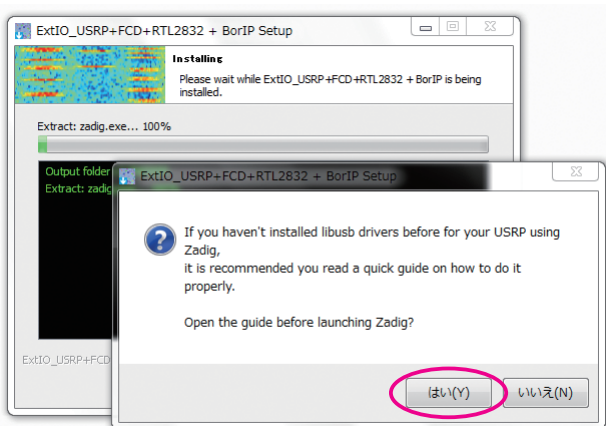 ExtIO_USRP+FCD+RTL2832 + BorIP Setup
Installing
Please wait while ExtIO_USRP+FCD+RTL2832 + BorIP is being
installed.
Extract: zadig.exe... 100%
Output folder
Extract: zadig
ExtIO_USRP+FCD
ExtIO_USRP+FCD+RTL2832 + BorIP Setup
If you haven't installed libusb drivers before for your USRP using
Zadig,
it is recommended you read a quick guide on how to do it
properly.
Open the guide before launching Zadig?
はい(Y)
いいえ(N)